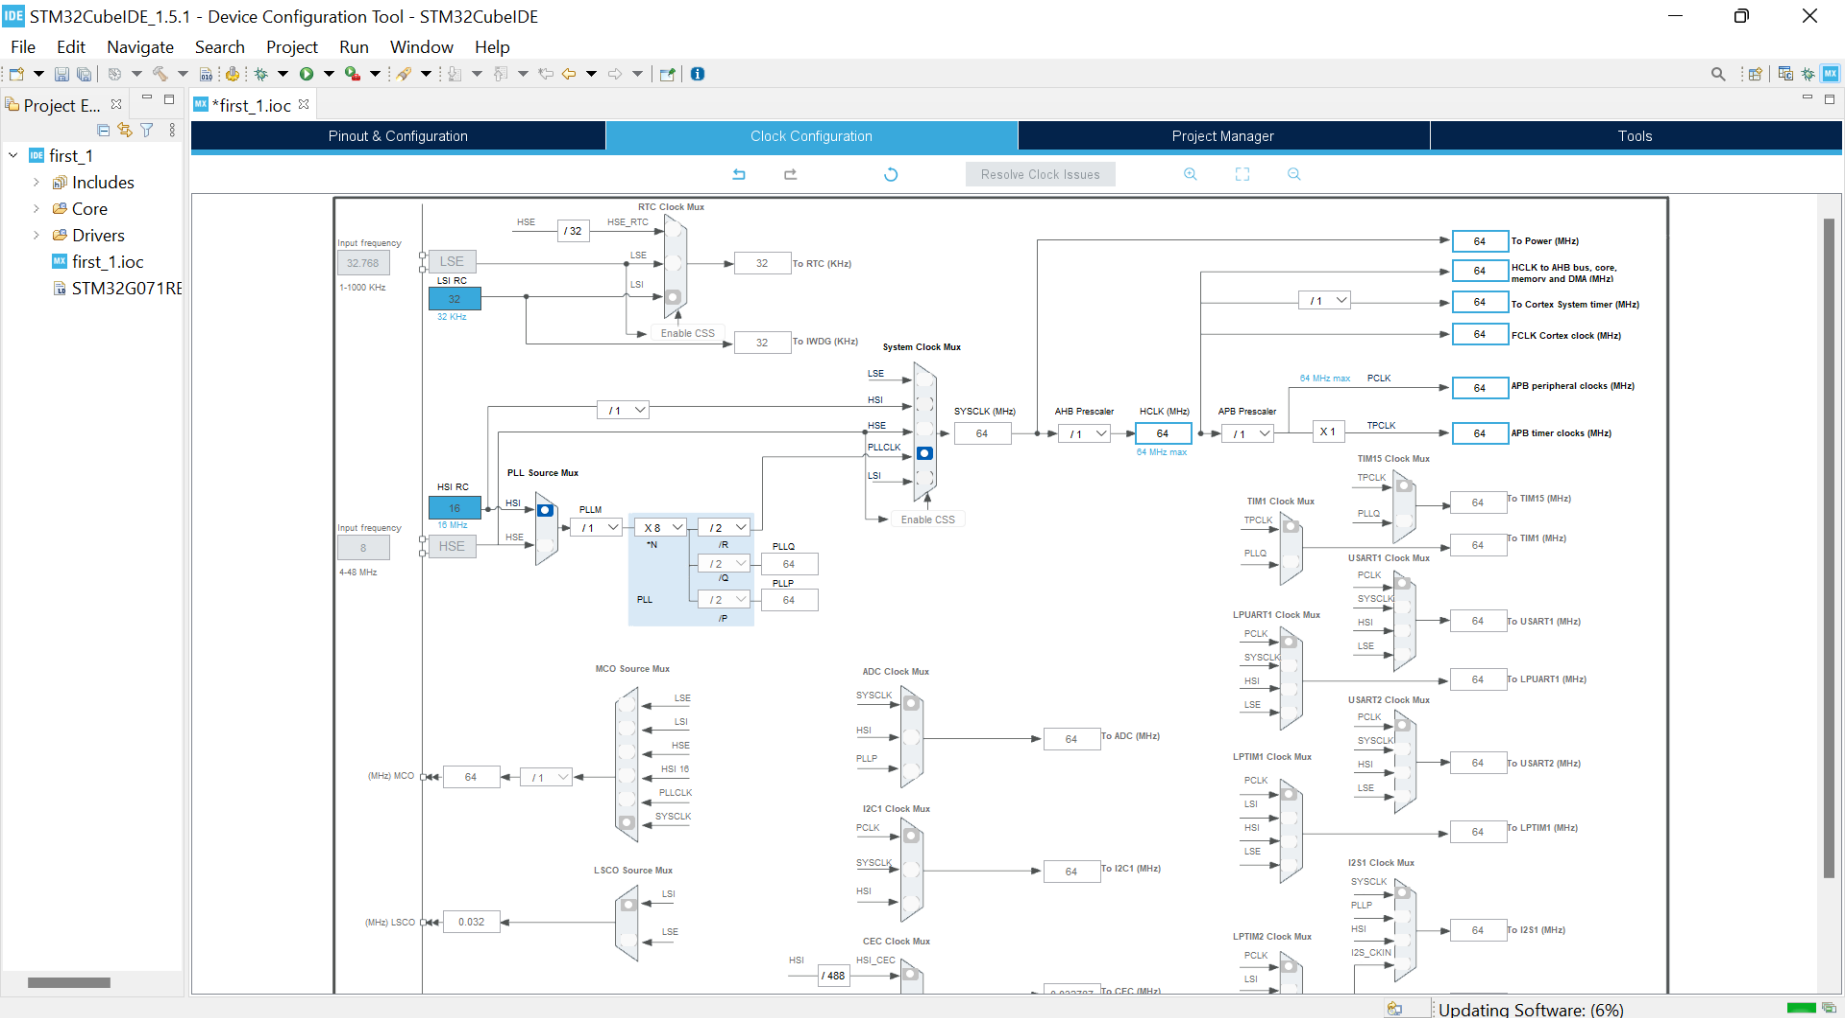 IDE STM32CubeIDE_1.5.1 - Device Configuration Tool - STM32CubeIDE
File Edit Navigate Search Project Run Window Help
Project E...
*first_1.ioc
first_1
Includes
Core
Drivers
first_1.ioc
STM32G071RE
Pinout & Configuration
Clock Configuration
Project Manager
Tools
Resolve Clock Issues
RTC Clock Mux
HSE
/ 32
HSE_RTC
Input frequency
32.768
1-1000 KHz
LSE
LSI RC
32
32 KHz
LSE
LSI
32
To RTC (KHz)
Enable CSS
32
To IWDG (KHz)
64
To Power (MHz)
64
HCLK to AHB bus, core,
memory and DMA (MHz)
/ 1
64
To Cortex System timer (MHz)
64
FCLK Cortex clock (MHz)
System Clock Mux
LSE
HSI
HSE
PLLCLK
LSI
/ 1
Enable CSS
SYSCLK (MHz)
64
AHB Prescaler
/ 1
HCLK (MHz)
64
64 MHz max
APB Prescaler
/ 1
64 MHz max
PCLK
64
APB peripheral clocks (MHz)
X 1
TPCLK
64
APB timer clocks (MHz)
PLL Source Mux
HSI RC
16
16 MHz
HSI
HSE
Input frequency
8
4-48 MHz
HSE
PLLM
/ 1
X 8
*N
/ 2
/R
/ 2
/Q
/ 2
/P
PLL
PLLQ
64
PLLP
64
TIM15 Clock Mux
TPCLK
PLLQ
64
To TIM15 (MHz)
TIM1 Clock Mux
TPCLK
PLLQ
64
To TIM1 (MHz)
USART1 Clock Mux
PCLK
SYSCLK
HSI
LSE
64
To USART1 (MHz)
LPUART1 Clock Mux
PCLK
SYSCLK
HSI
LSE
64
To LPUART1 (MHz)
USART2 Clock Mux
PCLK
SYSCLK
HSI
LSE
64
To USART2 (MHz)
LPTIM1 Clock Mux
PCLK
LSI
HSI
LSE
64
To LPTIM1 (MHz)
I2S1 Clock Mux
SYSCLK
PLLP
HSI
I2S_CKIN
64
To I2S1 (MHz)
LPTIM2 Clock Mux
PCLK
LSI
MCO Source Mux
LSE
LSI
HSE
HSI 16
PLLCLK
SYSCLK
(MHz) MCO
64
/ 1
LSCO Source Mux
LSI
LSE
(MHz) LSCO
0.032
ADC Clock Mux
SYSCLK
HSI
PLLP
64
To ADC (MHz)
I2C1 Clock Mux
PCLK
SYSCLK
HSI
64
To I2C1 (MHz)
CEC Clock Mux
HSI
/ 488
HSI_CEC
0.032787
To CEC (MHz)
Updating Software: (6%)